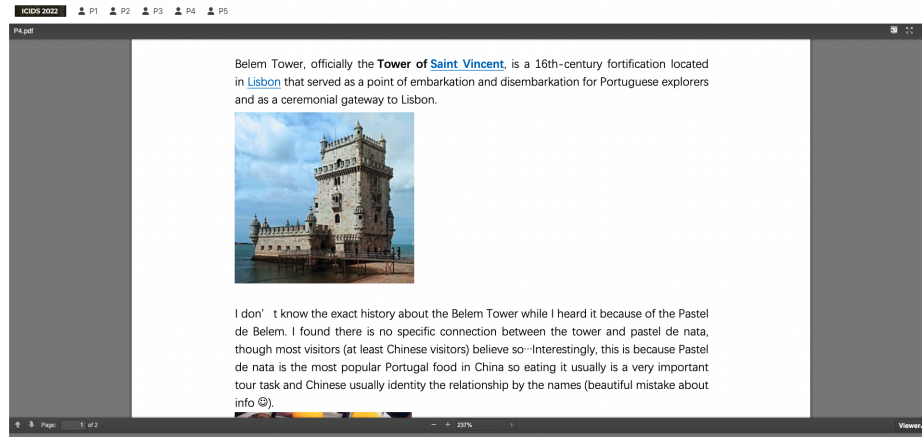 ICIDS 2022 P1 P2 P3 P4 P5
P4.pdf
Belem Tower, officially the Tower of Saint Vincent, is a 16th-century fortification located
in Lisbon that served as a point of embarkation and disembarkation for Portuguese explorers
and as a ceremonial gateway to Lisbon.
I don' t know the exact history about the Belem Tower while I heard it because of the Pastel
de Belem. I found there is no specific connection between the tower and pastel de nata,
though most visitors (at least Chinese visitors) believe so…Interestingly, this is because Pastel
de nata is the most popular Portugal food in China so eating it usually is a very important
tour task and Chinese usually identity the relationship by the names (beautiful mistake about
info ☺).
Page: 1 of 2 − + 237% Viewer